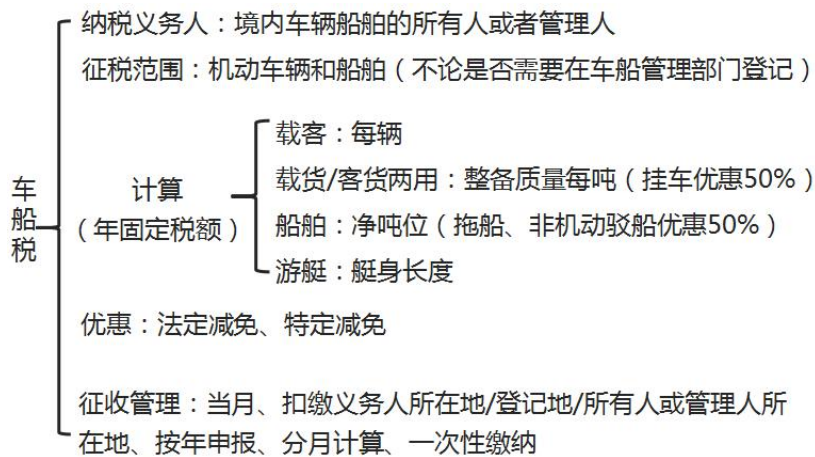 纳税义务人：境内车辆船舶的所有人或者管理人
征税范围：机动车辆和船舶（不论是否需要在车船管理部门登记）
车船税
计算
（年固定税额）
载客：每辆
载货/客货两用：整备质量每吨（挂车优惠50%）
船舶：净吨位（拖船、非机动驳船优惠50%）
游艇：艇身长度
优惠：法定减免、特定减免
征收管理：当月、扣缴义务人所在地/登记地/所有人或管理人所
在地、按年申报、分月计算、一次性缴纳